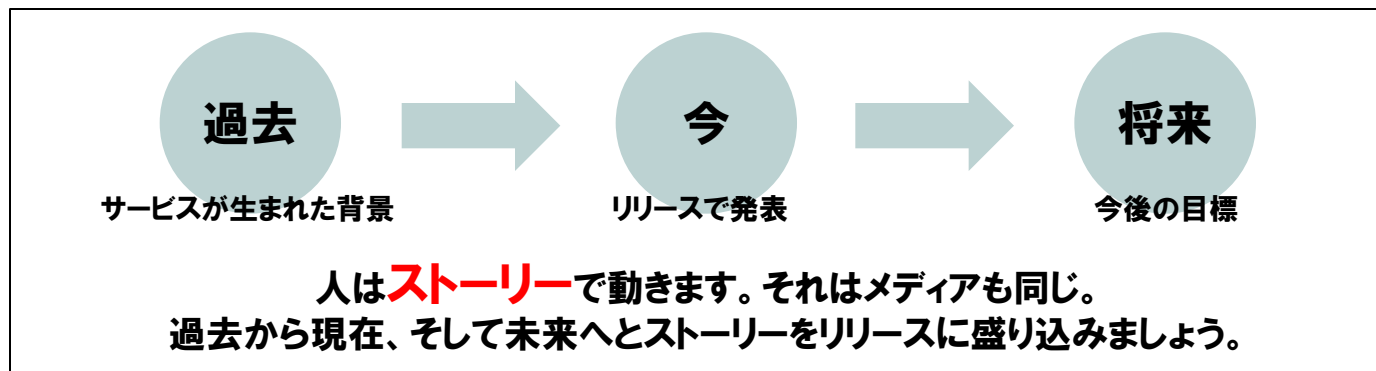 過去
今
将来
サービスが生まれた背景
リリースで発表
今後の目標
人はストーリーで動きます。それはメディアも同じ。
過去から現在、そして未来へとストーリーをリリースに盛り込みましょう。